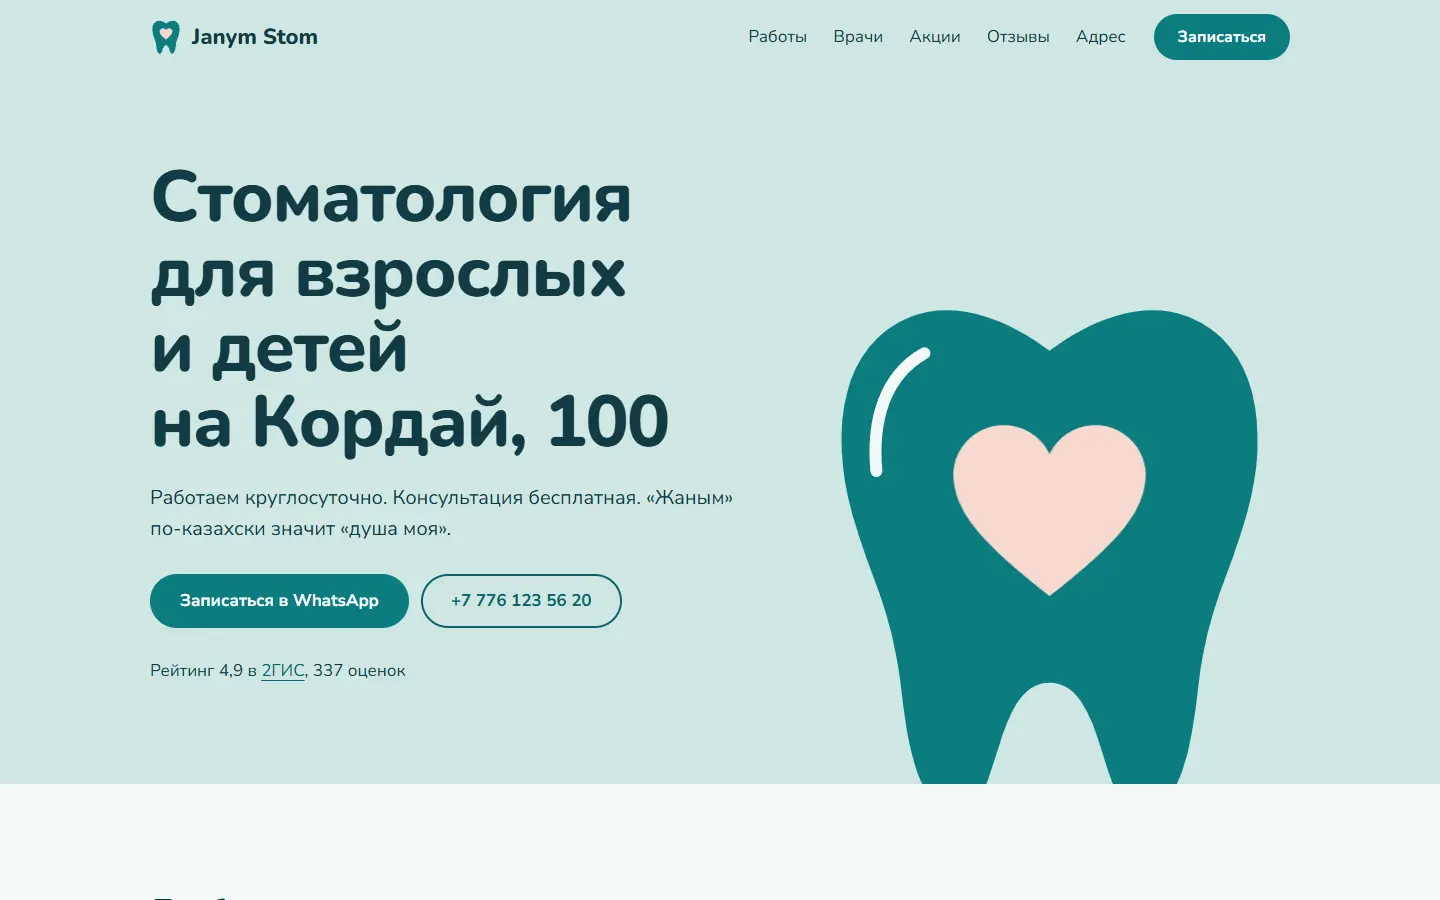 Janym Stom
Работы
Врачи
Акции
Отзывы
Адрес
Записаться
Стоматология
для взрослых
и детей
на Кордай, 100
Работаем круглосуточно. Консультация бесплатная. «Жаным»
по-казахски значит «душа моя».
Записаться в WhatsApp
+7 776 123 56 20
Рейтинг 4,9 в 2ГИС, 337 оценок